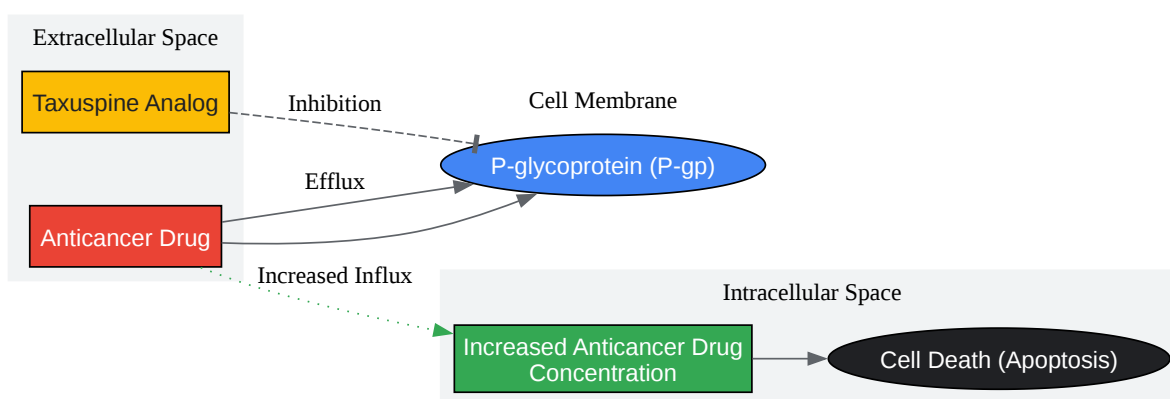 Extracellular Space
Taxuspine Analog
Inhibition
Cell Membrane
P-glycoprotein (P-gp)
Efflux
Anticancer Drug
Increased Influx
Intracellular Space
Increased Anticancer Drug
Concentration
Cell Death (Apoptosis)